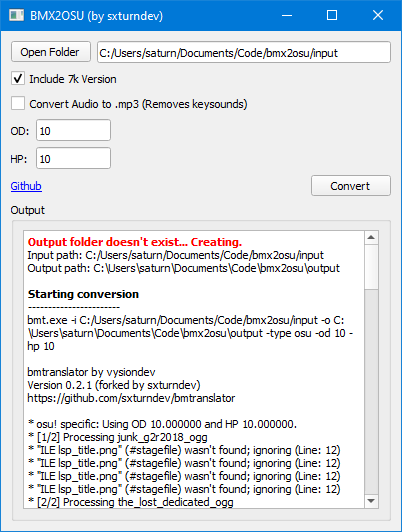 BMX2OSU (by sxturndev)
Open Folder
C:/Users/saturn/Documents/Code/bmx2osu/input
Include 7k Version
Convert Audio to .mp3 (Removes keysounds)
OD: 10
HP: 10
Github
Convert
Output
Output folder doesn't exist... Creating.
Input path: C:/Users/saturn/Documents/Code/bmx2osu/input
Output path: C:\Users\saturn\Documents\Code\bmx2osu\output
Starting conversion
-----------------------
bmt.exe -i C:/Users/saturn/Documents/Code/bmx2osu/input -o C:
\Users\saturn\Documents\Code\bmx2osu\output -type osu -od 10 -
hp 10
bmtranslator by vysiondev
Version 0.2.1 (forked by sxturndev)
https://github.com/sxturndev/bmtranslator
* osu! specific: Using OD 10.000000 and HP 10.000000.
* [1/2] Processing junk_g2r2018_ogg
* "ILE lsp_title.png" (#stagefile) wasn't found; ignoring (Line: 12)
* "ILE lsp_title.png" (#stagefile) wasn't found; ignoring (Line: 12)
* "ILE lsp_title.png" (#stagefile) wasn't found; ignoring (Line: 12)
* "ILE lsp_title.png" (#stagefile) wasn't found; ignoring (Line: 12)
* [2/2] Processing the_lost_dedicated_ogg